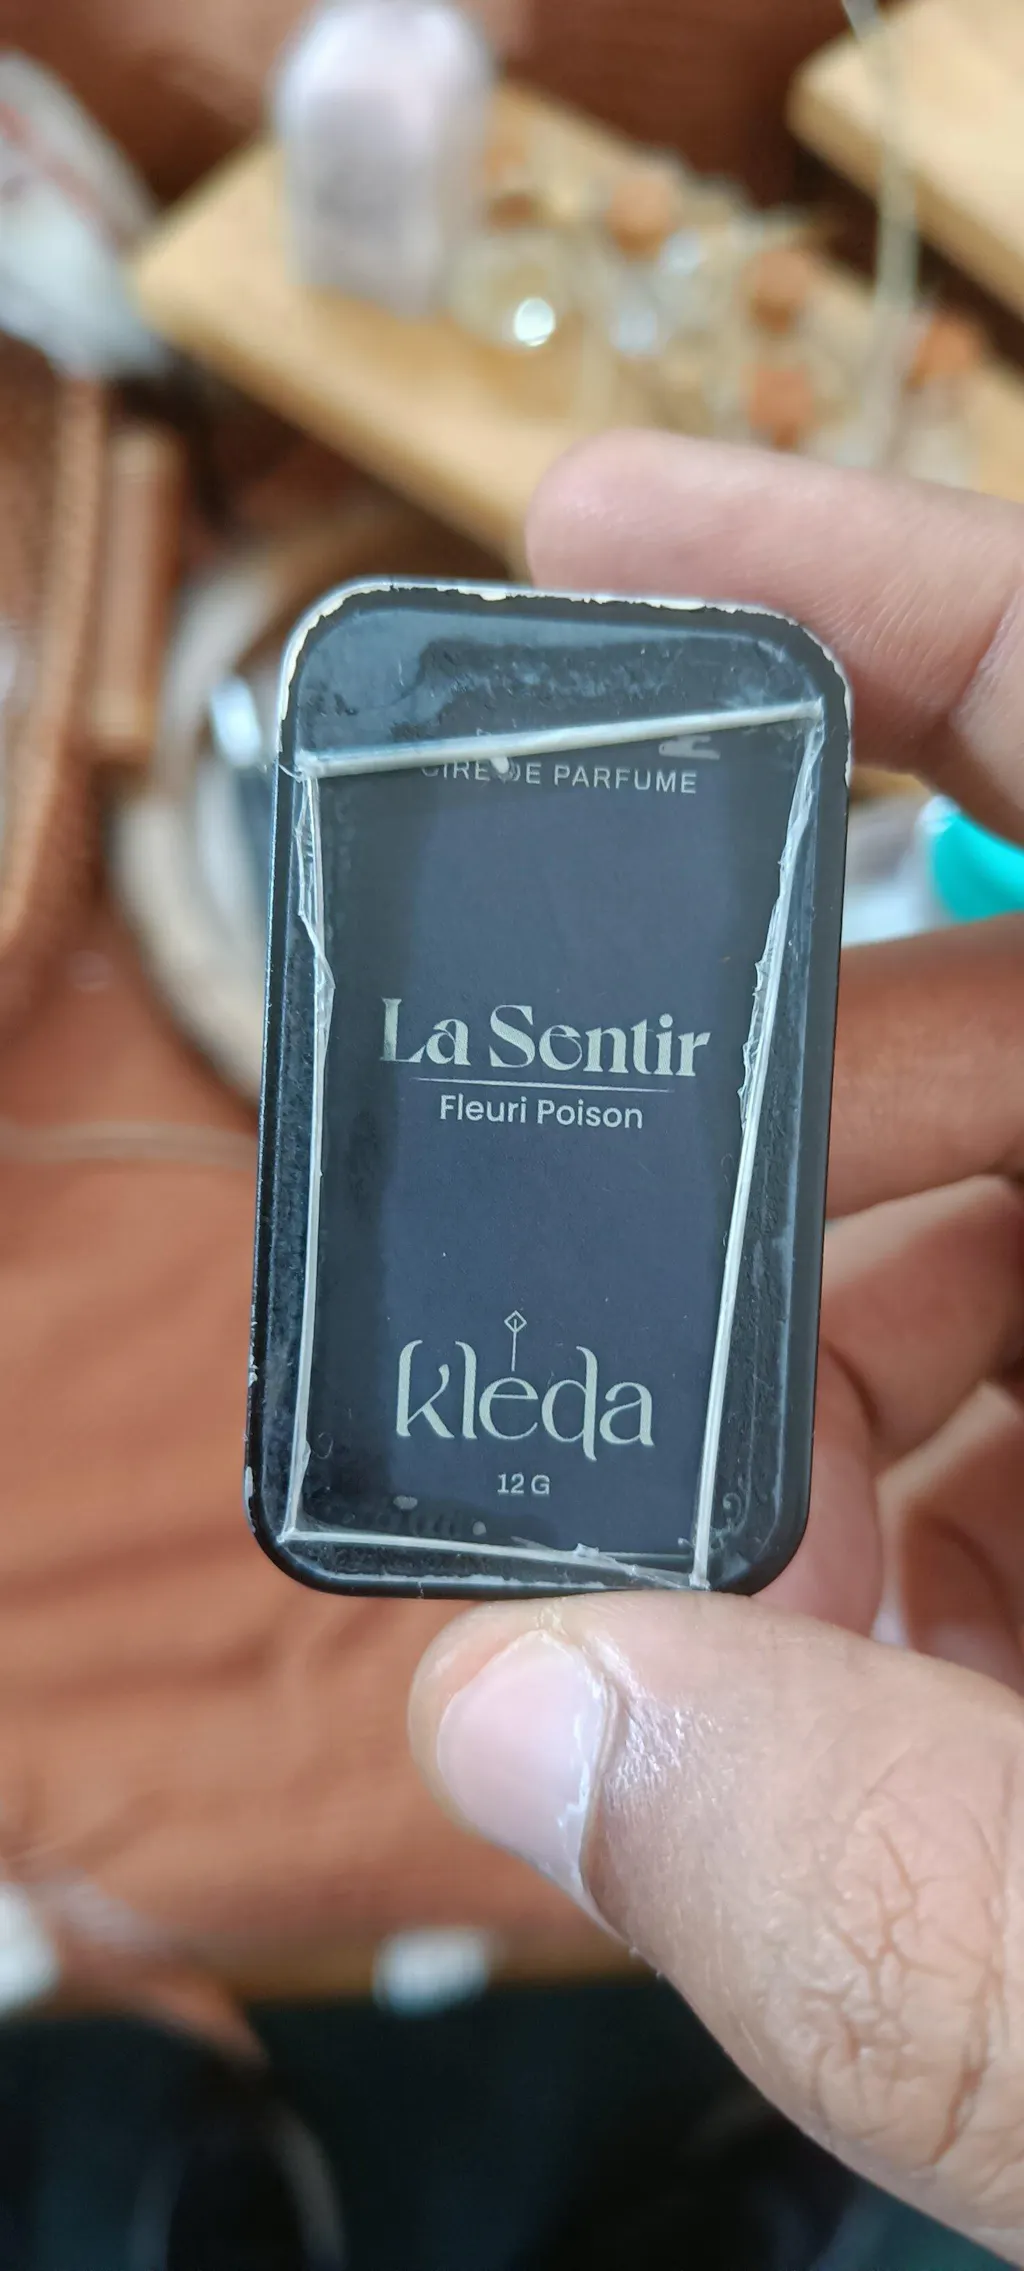 CIRE DE PARFUME
La Sentir
Fleuri Poison
kleda
12 G